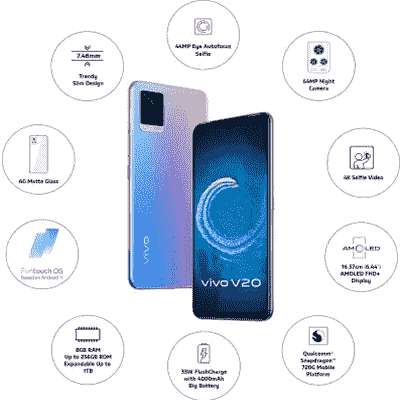 44MP Eye Autofocus
Selfie
7.48mm
Trendy
Slim Design
64MP Night
Camera
AG Matte Glass
4K Selfie Video
vivo
vivo V20
Funtouch OS
AMOLED
16.37cm (6.44")
AMOLED FHD+
Display
8GB RAM
Up to 256GB ROM
Expandable Up to
1TB
33W FlashCharge
with 4000mAh
Big Battery
Qualcomm®
Snapdragon™
720G Mobile
Platform